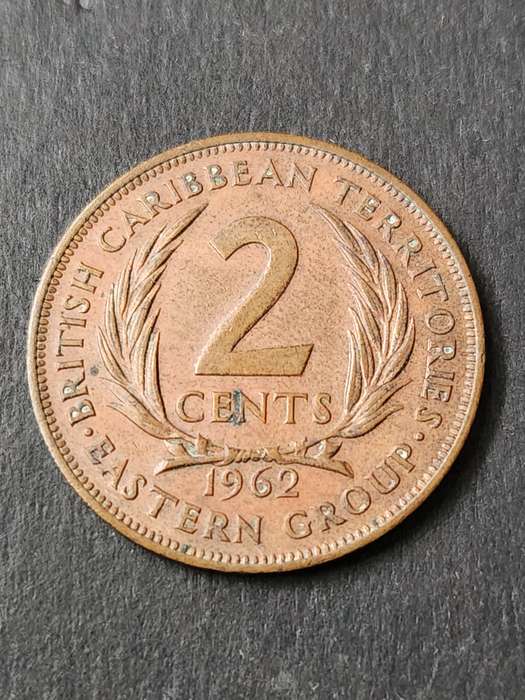 BRITISH CARIBBEAN TERRITORIES
2
CENTS
1962
· EASTERN GROUP ·